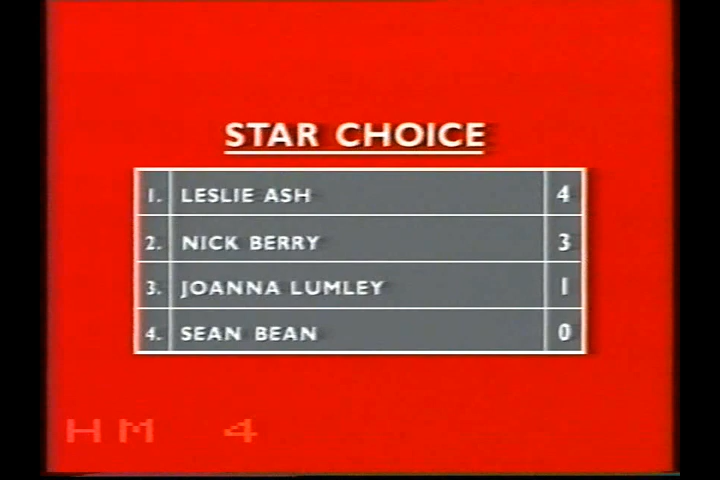 STAR CHOICE
1. LESLIE ASH 4
2. NICK BERRY 3
3. JOANNA LUMLEY 1
4. SEAN BEAN 0
HM 4